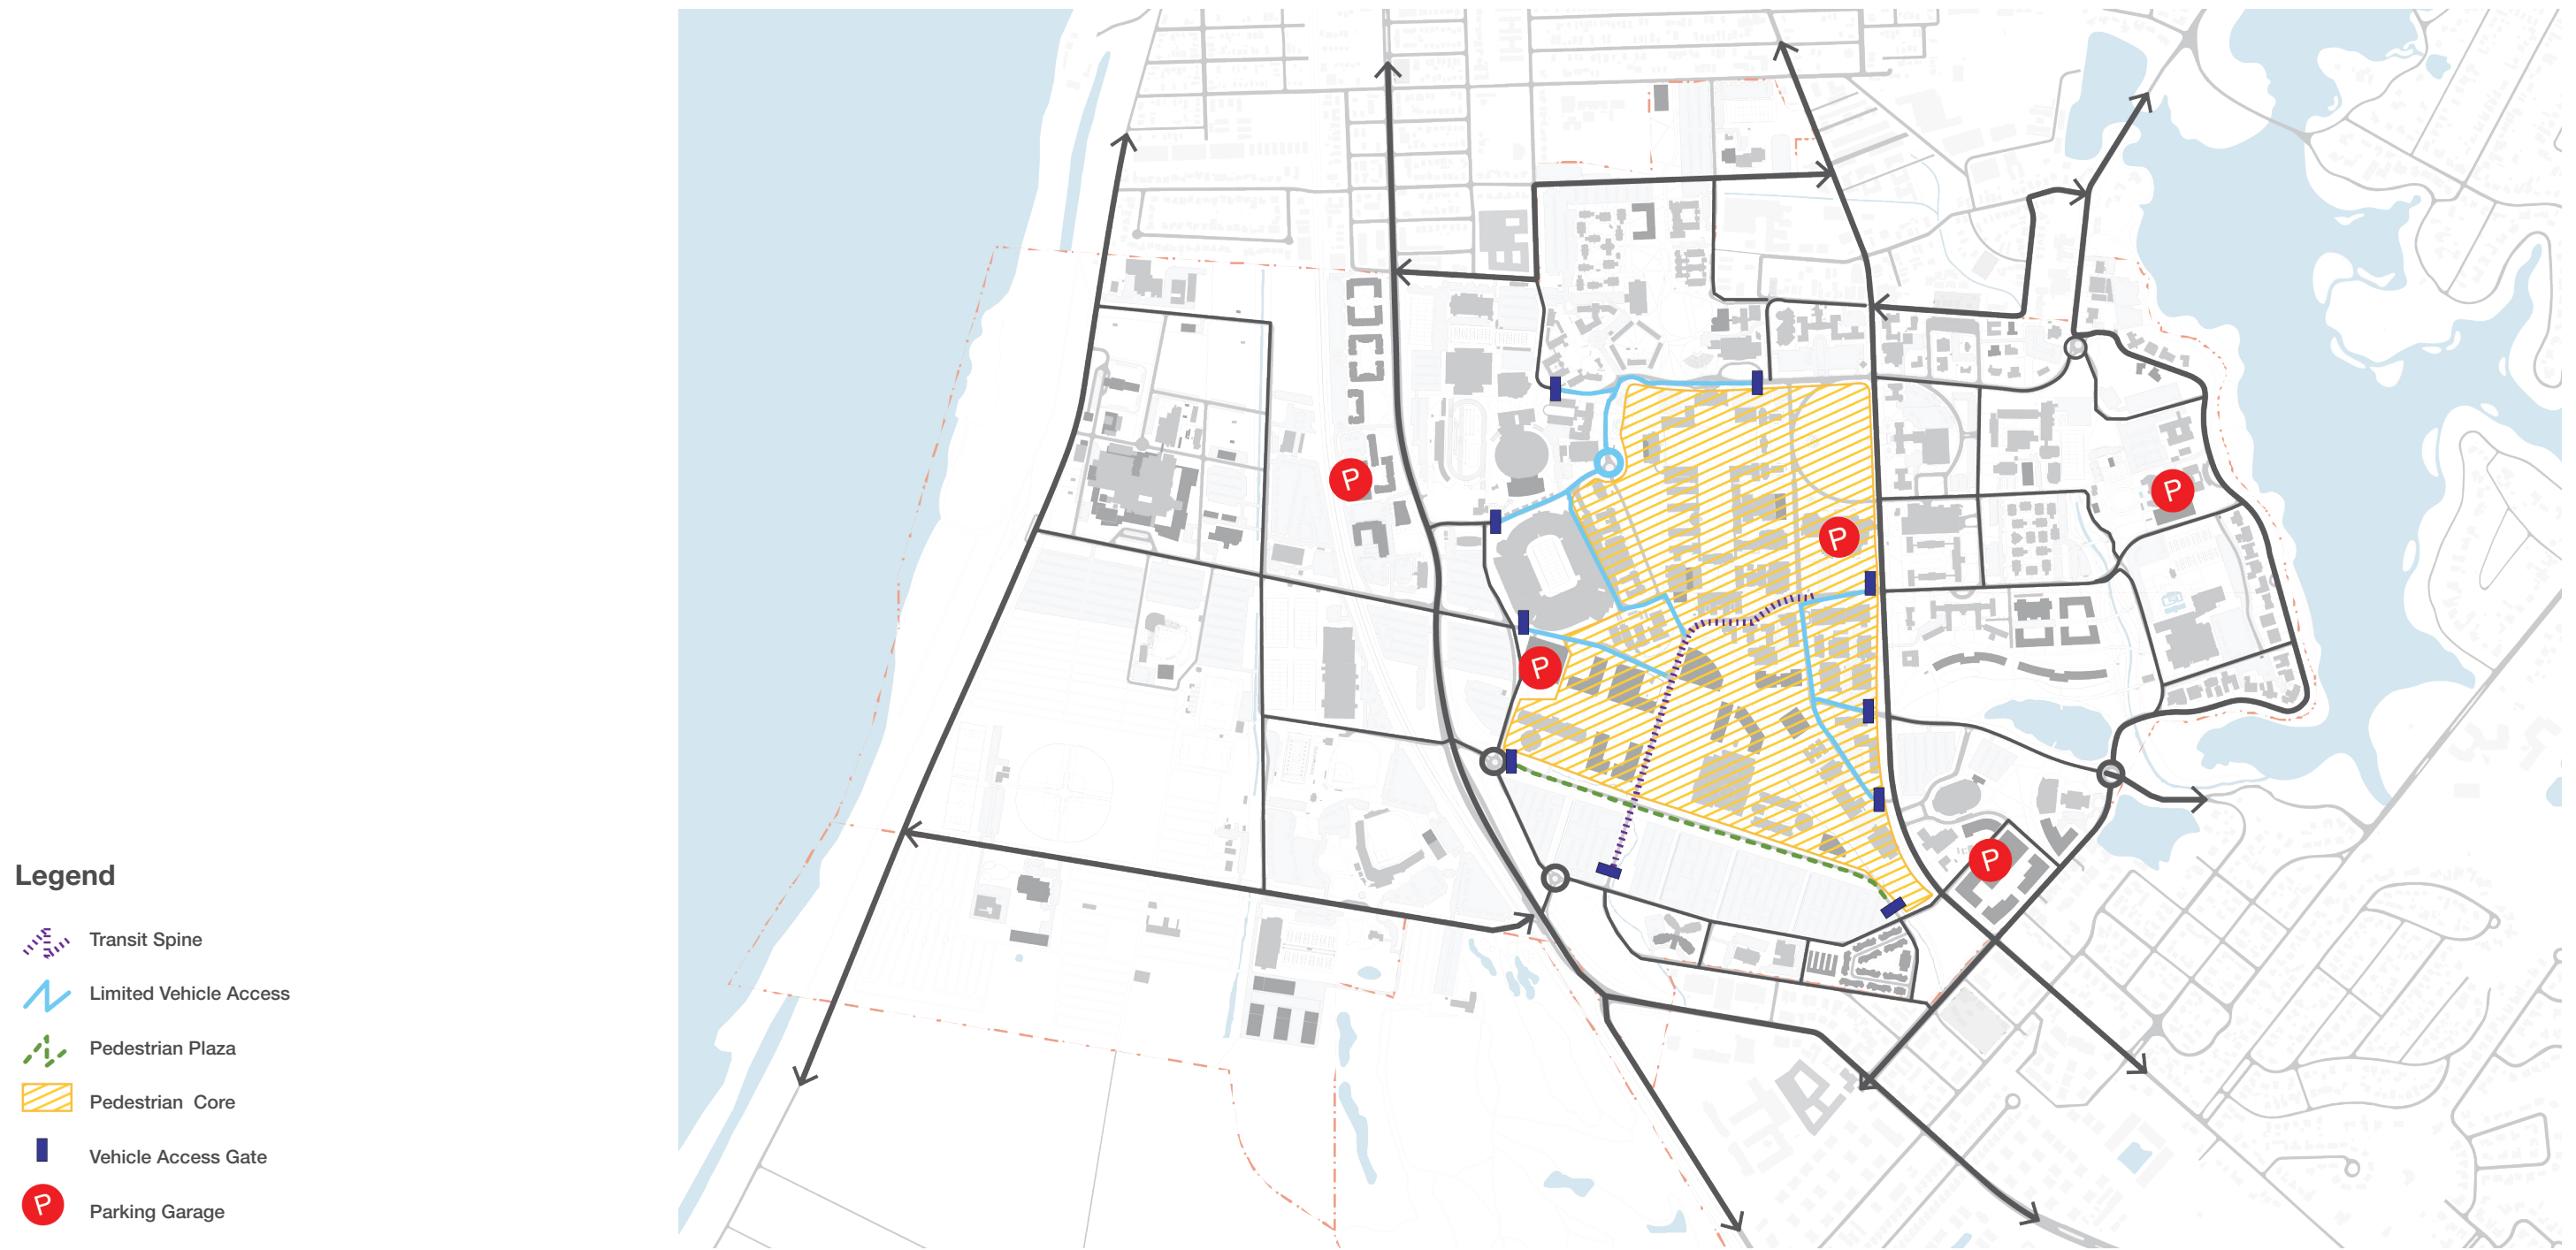 P
P
P
P
P
Legend
Transit Spine
Limited Vehicle Access
Pedestrian Plaza
Pedestrian Core
Vehicle Access Gate
P Parking Garage